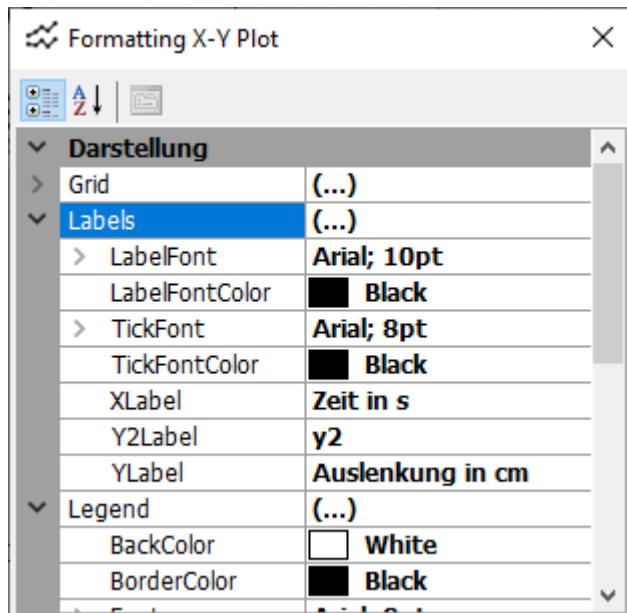 Formatting X-Y Plot
A Z
Darstellung
Grid (...)
Labels (...)
LabelFont Arial; 10pt
LabelFontColor Black
TickFont Arial; 8pt
TickFontColor Black
XLabel Zeit in s
Y2Label y2
YLabel Auslenkung in cm
Legend (...)
BackColor White
BorderColor Black